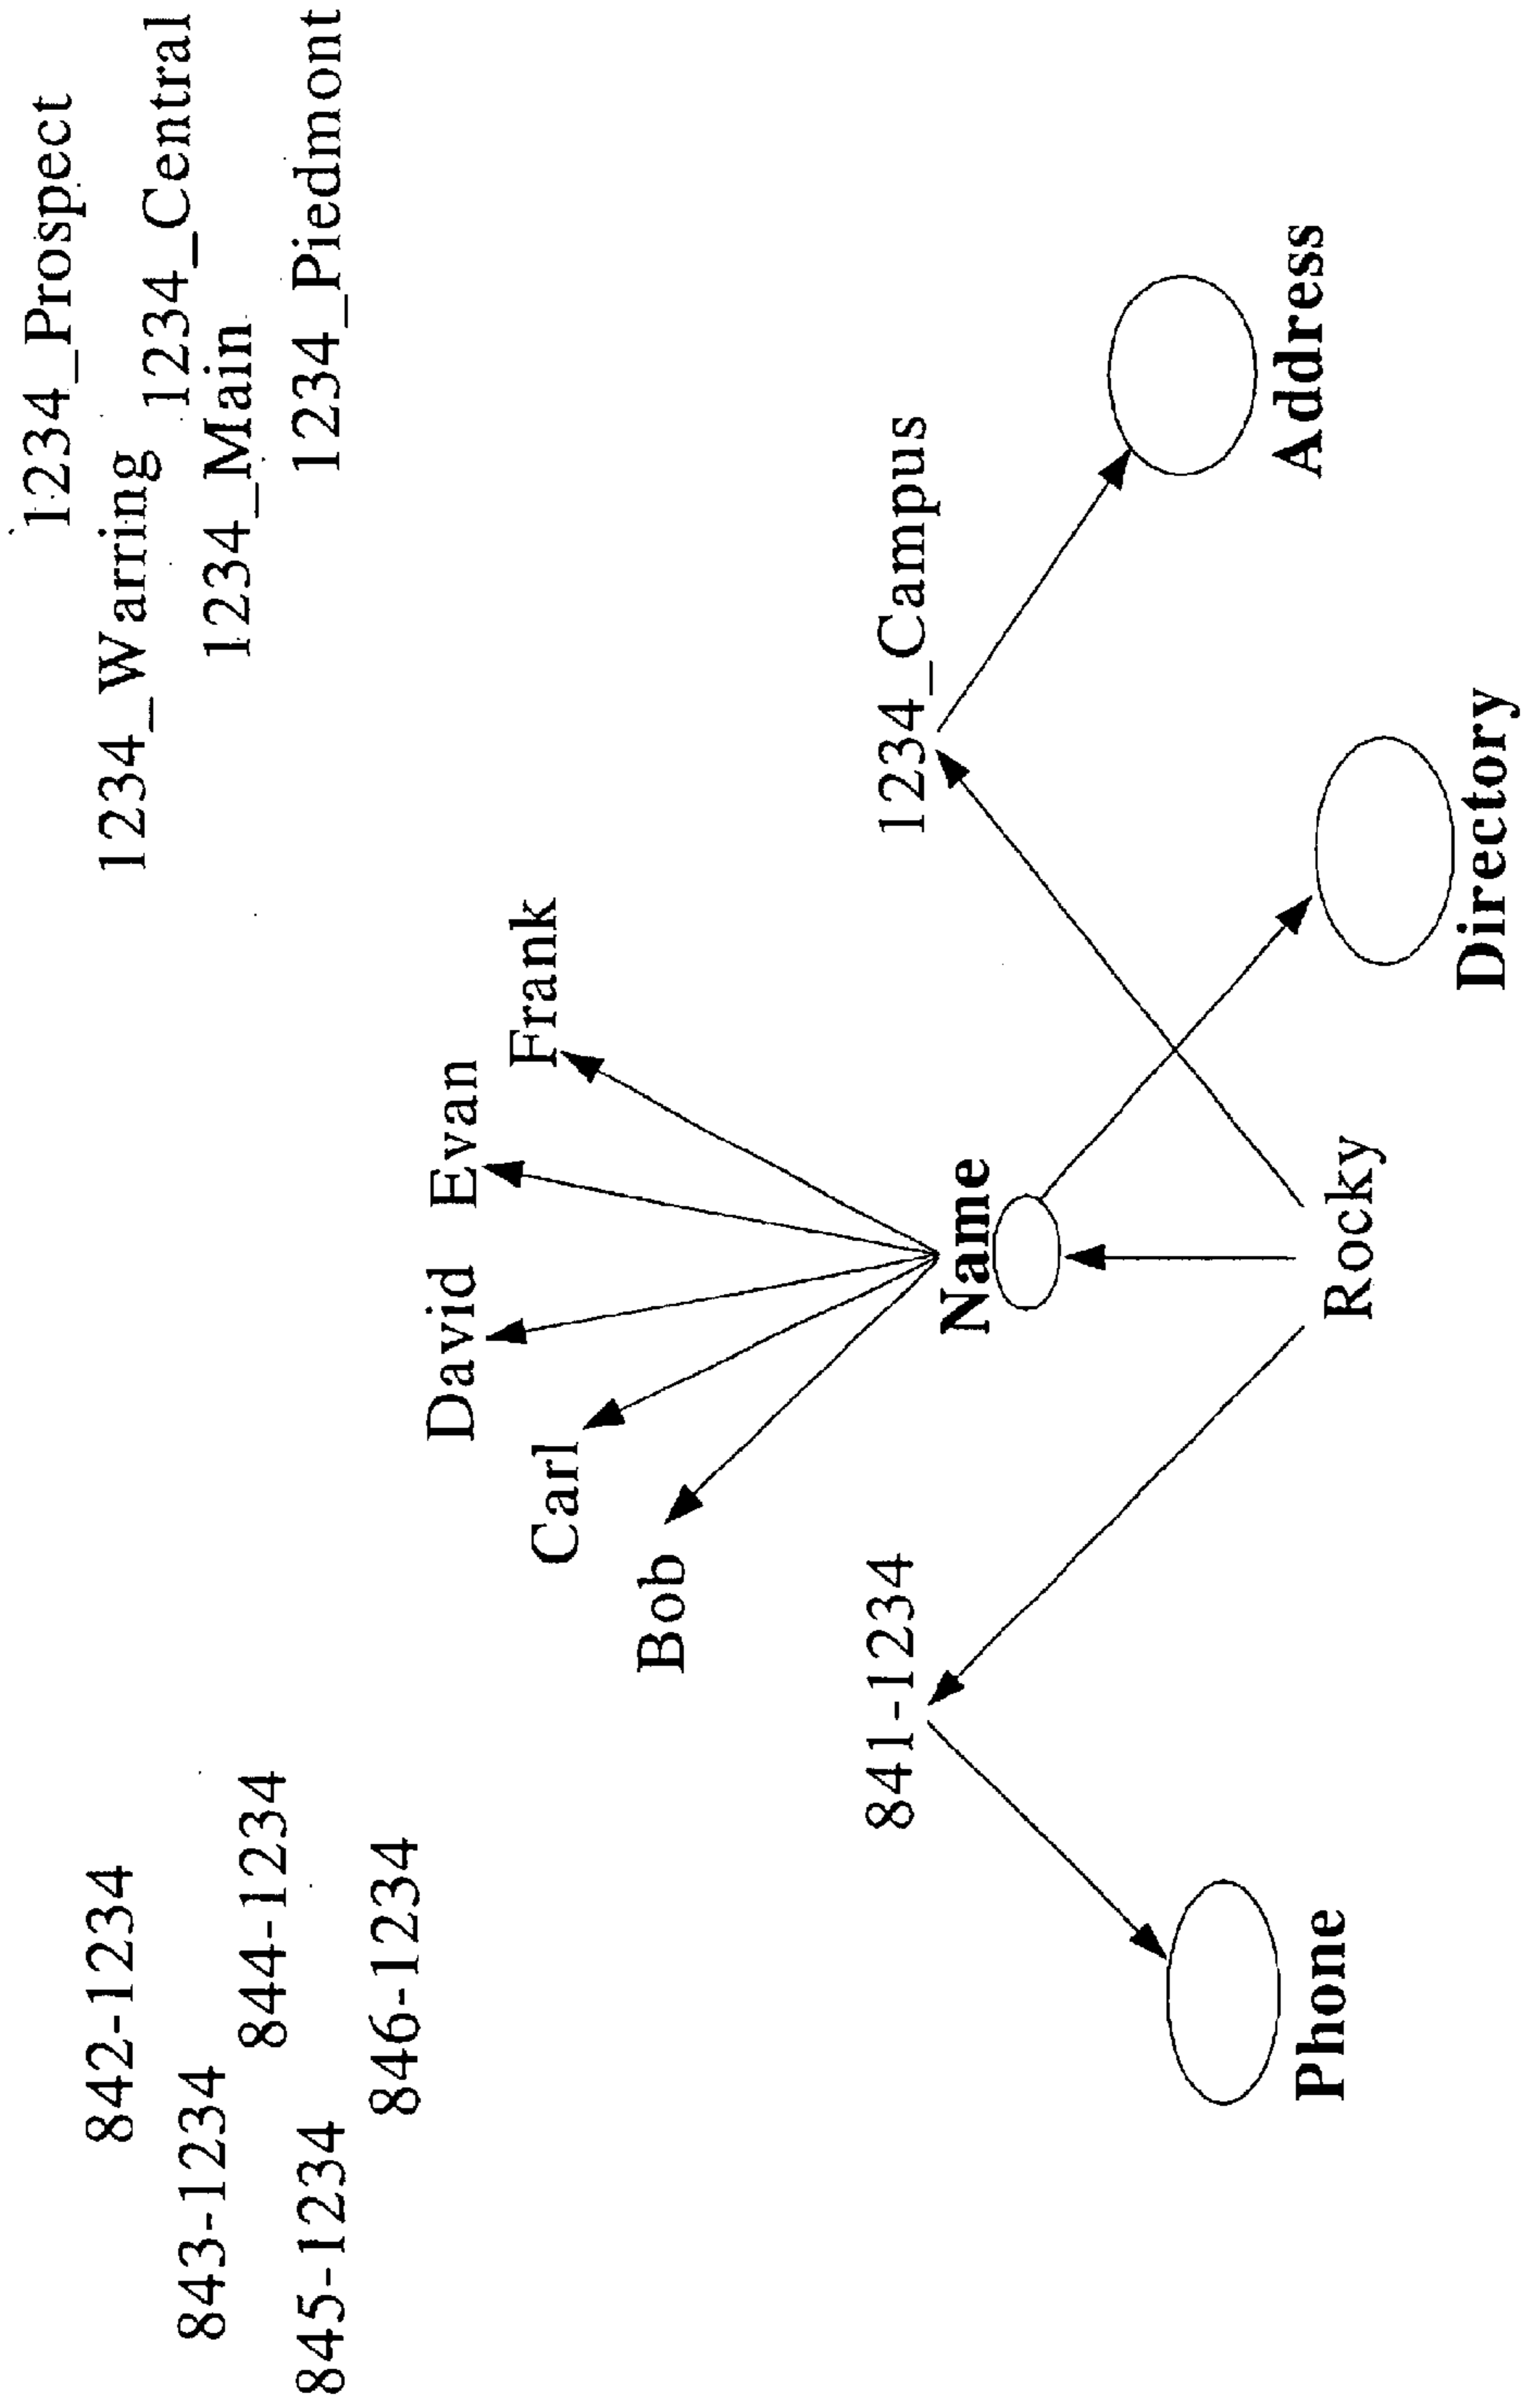 842-1234
1234_Prospect
843-1234
1234_Warring
1234_Central
844-1234
1234_Main
845-1234
1234_Piedmont
846-1234
David
Evan
Carl
Frank
Bob
841-1234
1234_Campus
Name
Phone
Rocky
Address
Directory